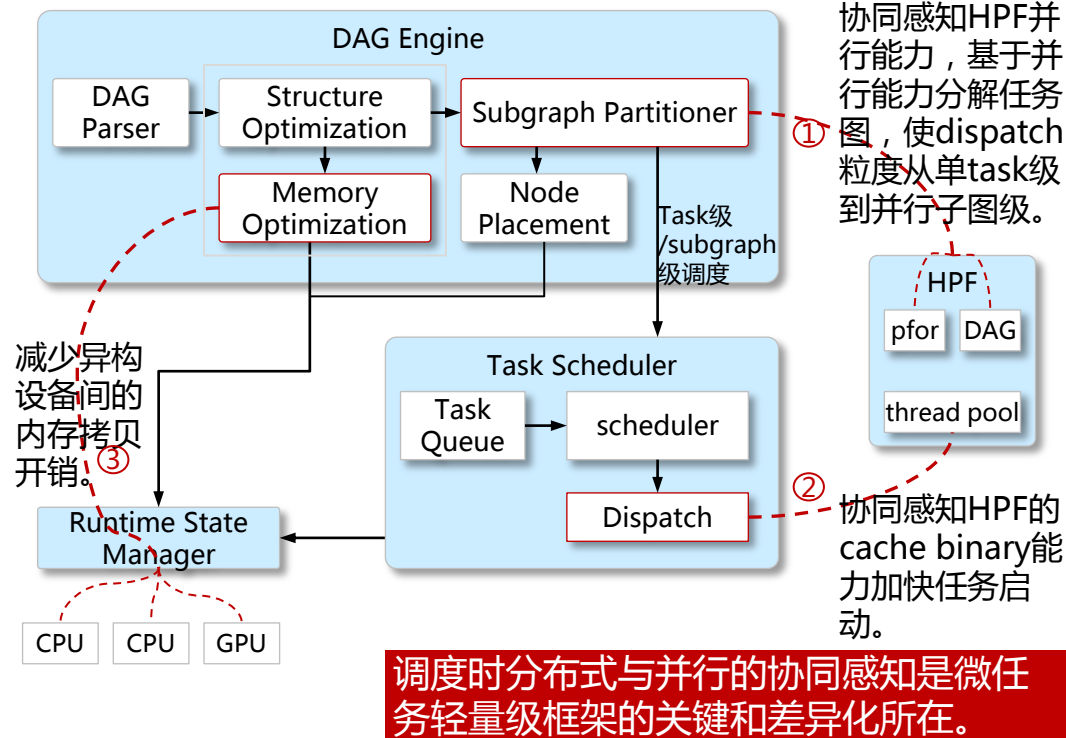 DAG Engine
DAG
Parser
Structure
Optimization
Subgraph Partitioner
Memory
Optimization
Node
Placement
Task级
/subgraph
级调度
协同感知HPF并
行能力，基于并
行能力分解任务
图，使dispatch
粒度从单task级
到并行子图级。
①
HPF
pfor
DAG
thread pool
减少异构
设备间的
内存拷贝
开销。
③
Task Scheduler
Task
Queue
scheduler
Dispatch
②
协同感知HPF的
cache binary能
力加快任务启
动。
Runtime State
Manager
CPU
CPU
GPU
调度时分布式与并行的协同感知是微任
务轻量级框架的关键和差异化所在。